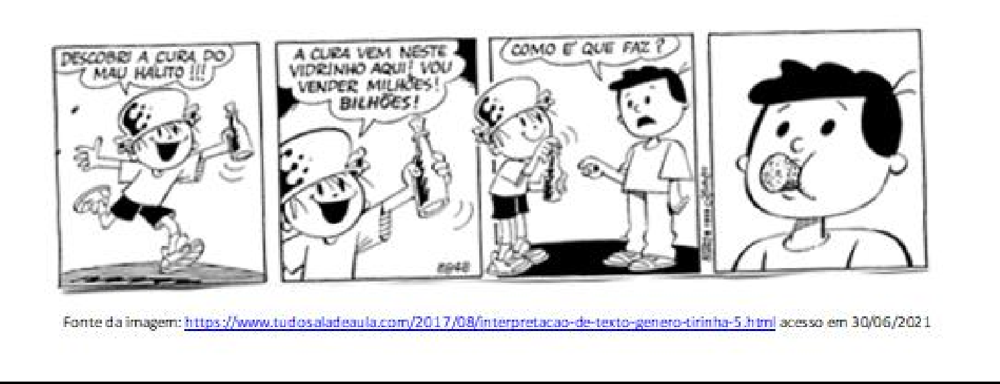 DESCOBRI A CURA DO
MAU HÁLITO !!!
A CURA VEM NESTE
VIDRINHO AQUI! VOU
VENDER MILHÕES!
BILHÕES!
COMO É QUE FAZ ?
Fonte da imagem: https://www.tudosaladeaula.com/2017/08/interpretacao-de-texto-genero-tirinha-5.html acesso em 30/06/2021